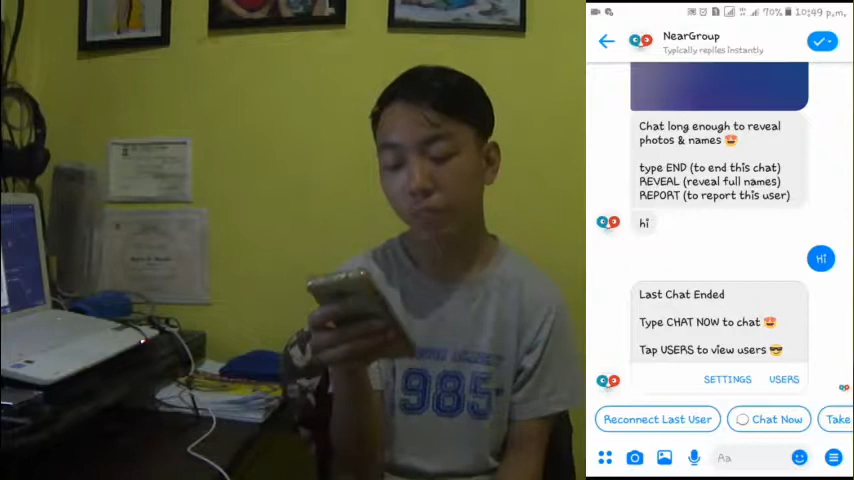 70% 10:49 p.m.
NearGroup
Typically replies instantly
Chat long enough to reveal
photos & names 😍
type END (to end this chat)
REVEAL (reveal full names)
REPORT (to report this user)
hi
Hi
Last Chat Ended
Type CHAT NOW to chat 😍
Tap USERS to view users 😎
SETTINGS USERS
Reconnect Last User
Chat Now
Take
Aa
985